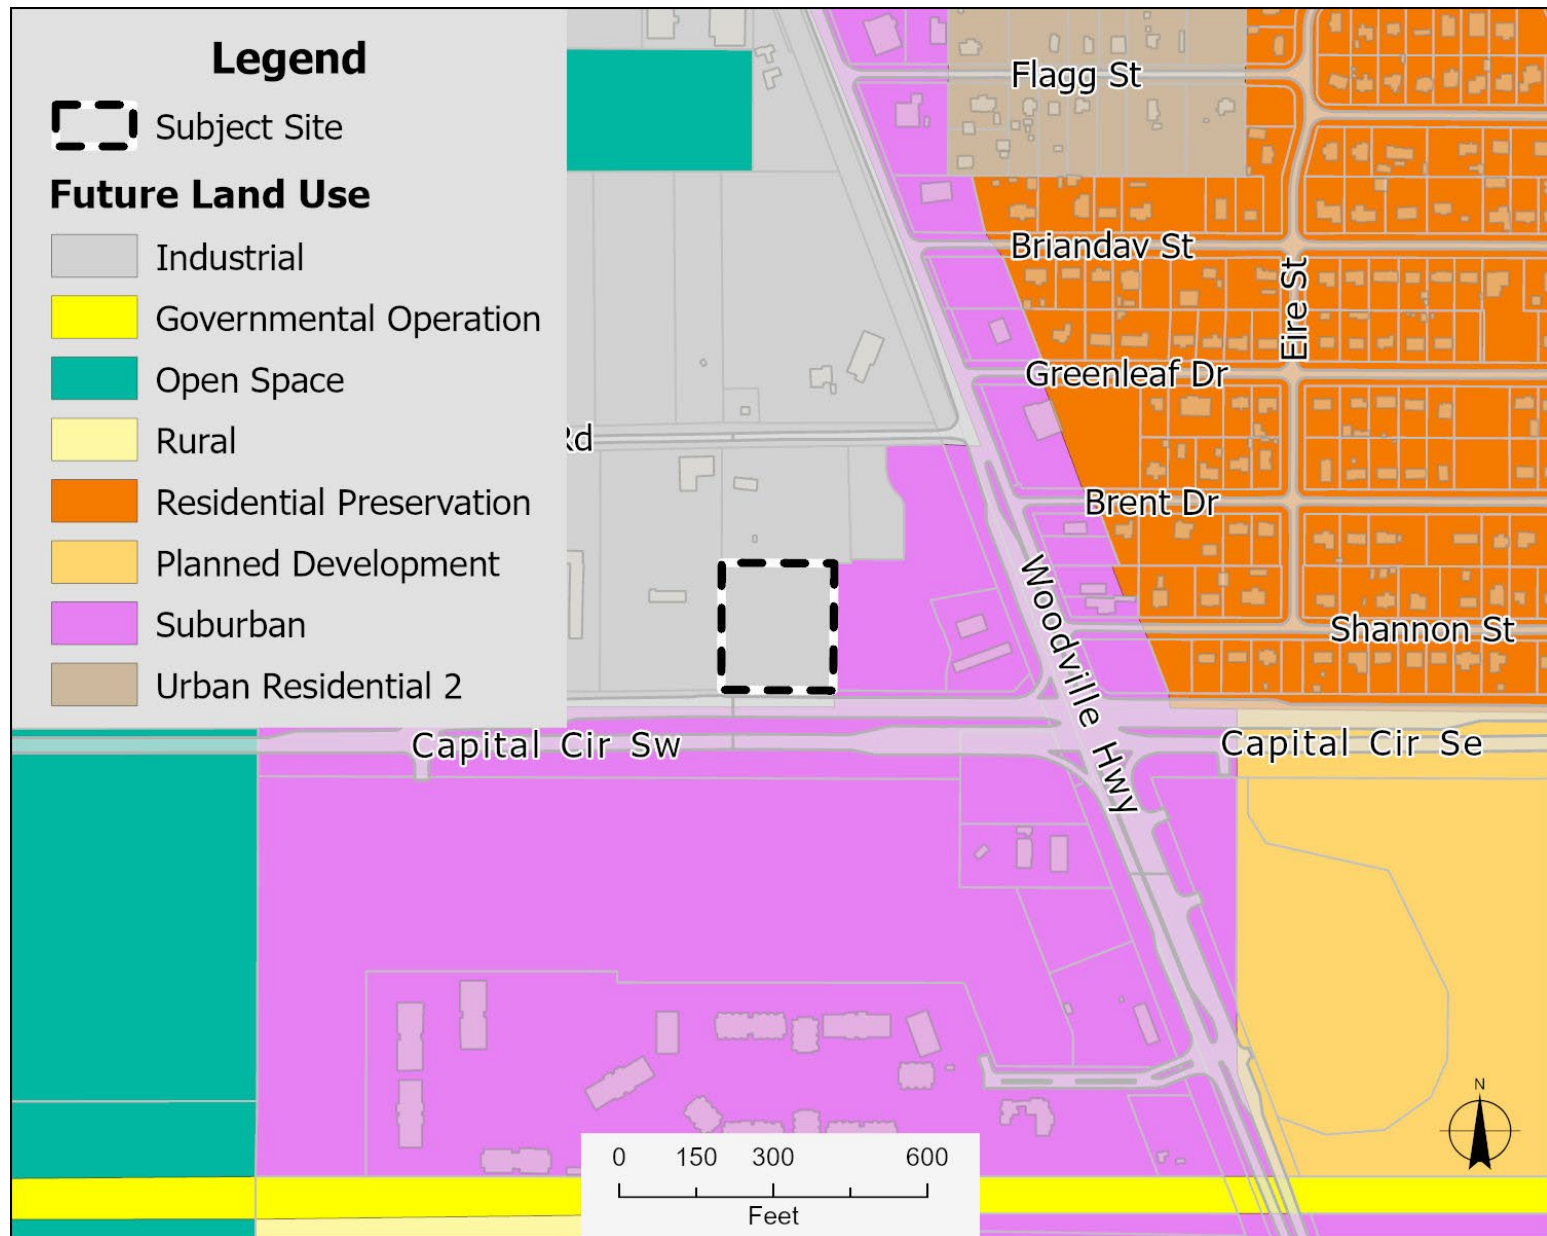 Legend
Subject Site
Future Land Use
Industrial
Governmental Operation
Open Space
Rural
Residential Preservation
Planned Development
Suburban
Urban Residential 2
Flagg St
Briandav St
Eire St
Greenleaf Dr
Rd
Brent Dr
Woodville Hwy
Shannon St
Capital Cir Sw
Capital Cir Se
N
0 150 300 600
Feet